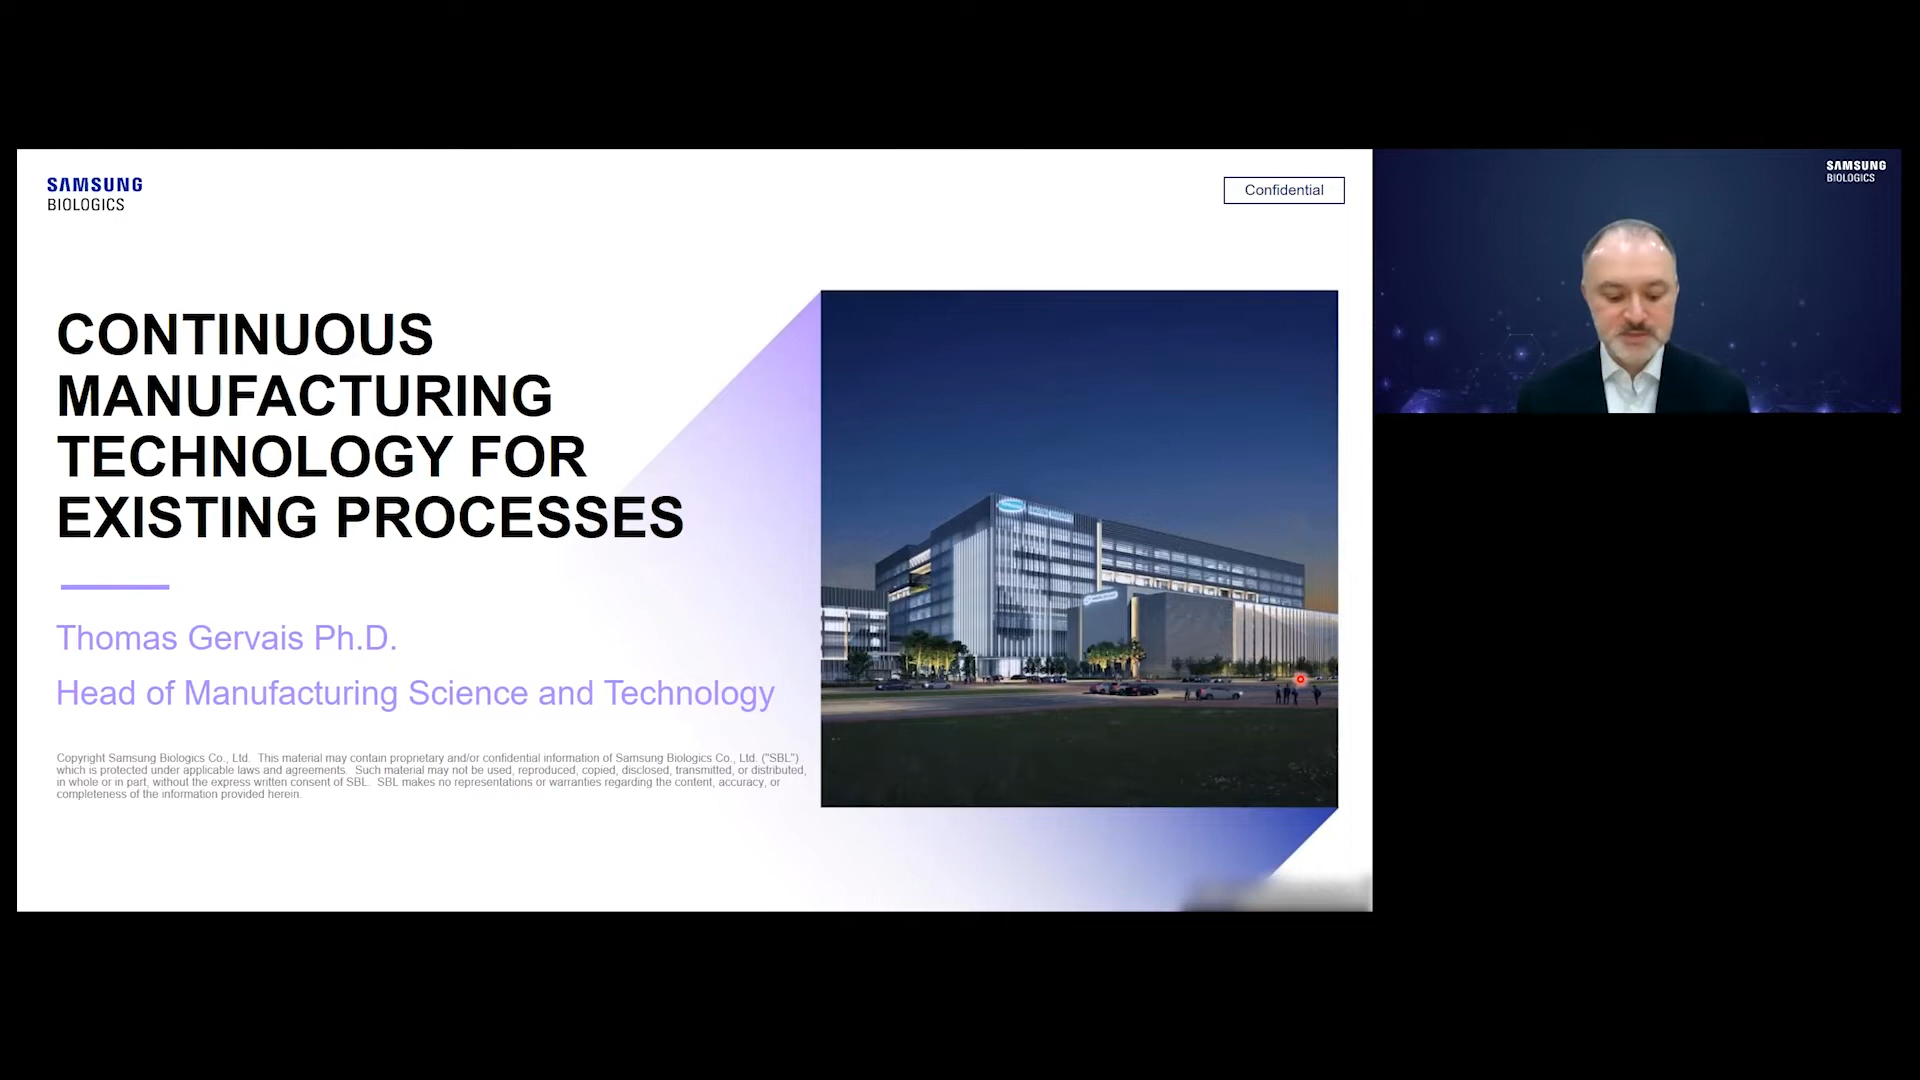 SAMSUNG
BIOLOGICS
Confidential
CONTINUOUS
MANUFACTURING
TECHNOLOGY FOR
EXISTING PROCESSES
Thomas Gervais Ph.D.
Head of Manufacturing Science and Technology
Copyright Samsung Biologics Co., Ltd.  This material may contain proprietary and/or confidential information of Samsung Biologics Co., Ltd. ("SBL")
which is protected under applicable laws and agreements.  Such material may not be used, reproduced, copied, disclosed, transmitted, or distributed,
in whole or in part, without the express written consent of SBL.  SBL makes no representations or warranties regarding the content, accuracy, or
completeness of the information provided herein.
SAMSUNG
BIOLOGICS